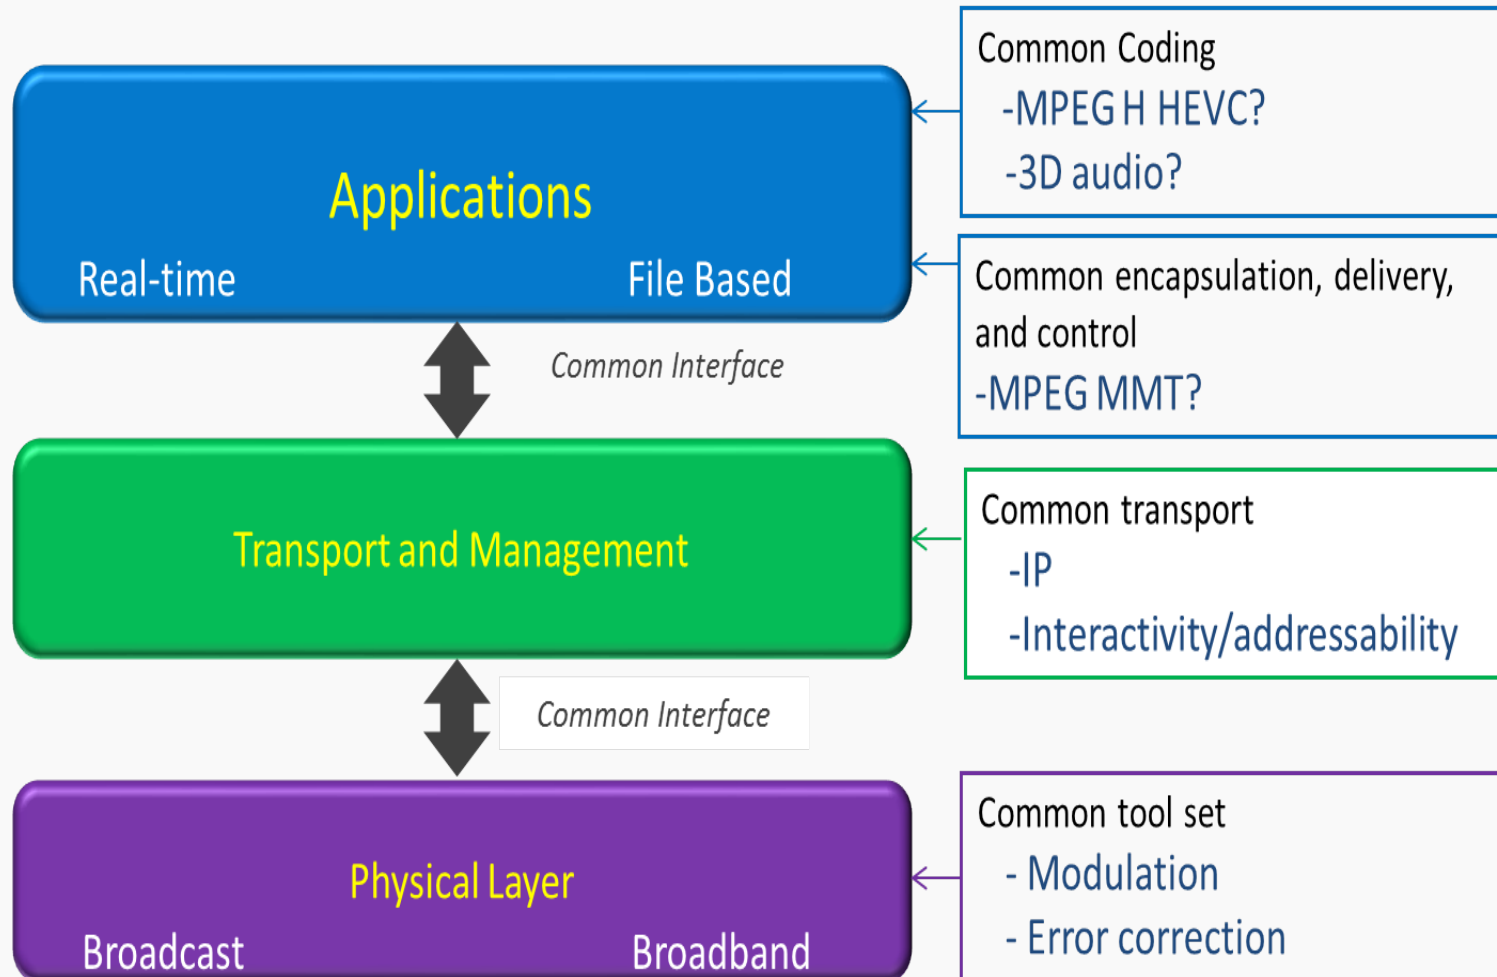 Common Coding
-MPEG H HEVC?
-3D audio?
Applications
Real-time
File Based
Common encapsulation, delivery,
and control
-MPEG MMT?
Common Interface
Transport and Management
Common transport
-IP
-Interactivity/addressability
Common Interface
Physical Layer
Broadcast
Broadband
Common tool set
- Modulation
- Error correction